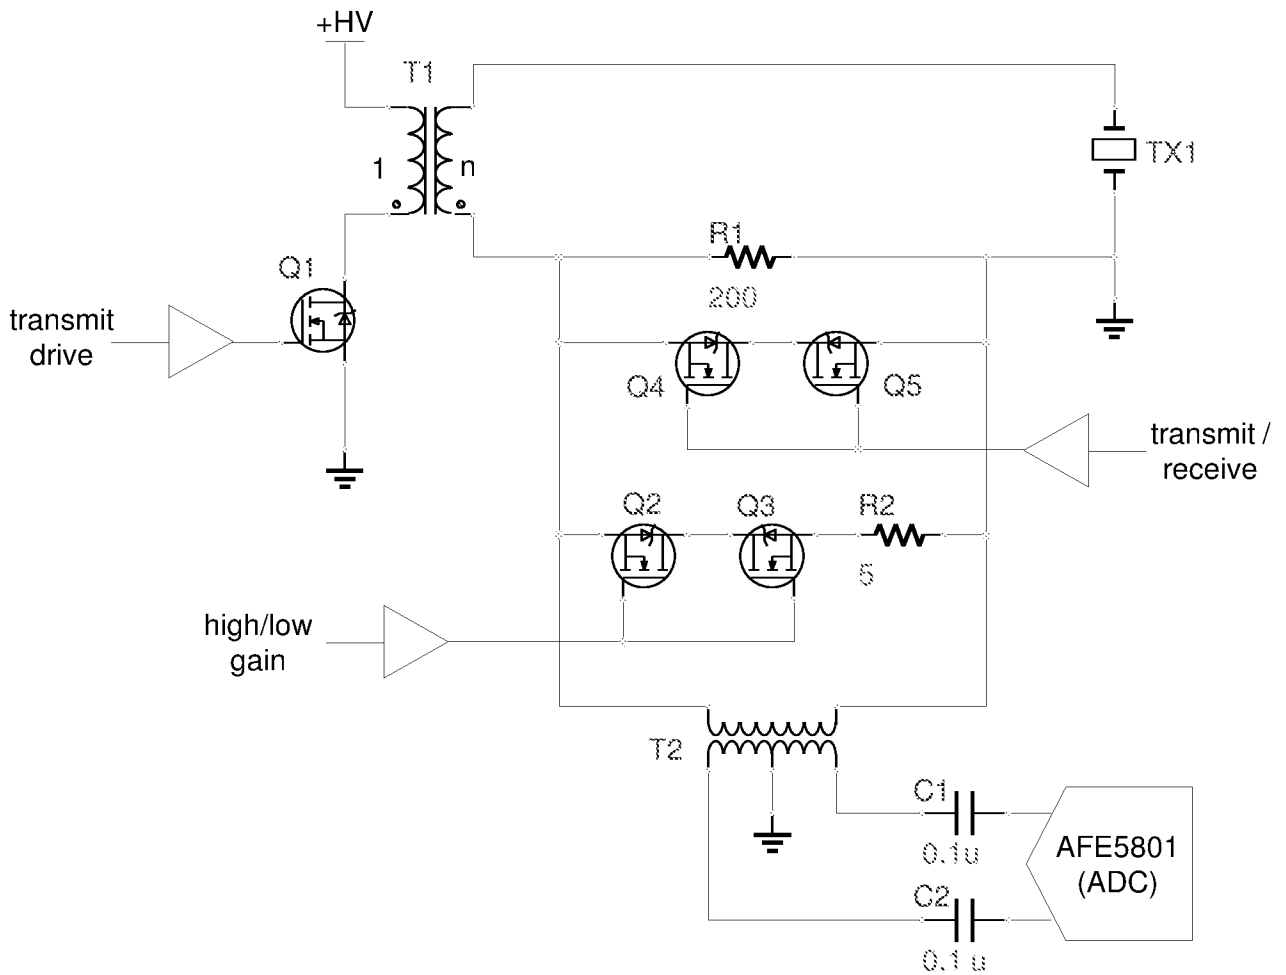 +HV
T1
1
n
TX1
R1
200
Q1
transmit
drive
Q4
Q5
transmit /
receive
Q2
Q3
R2
5
high/low
gain
T2
C1
0.1u
AFE5801
(ADC)
C2
0.1 u